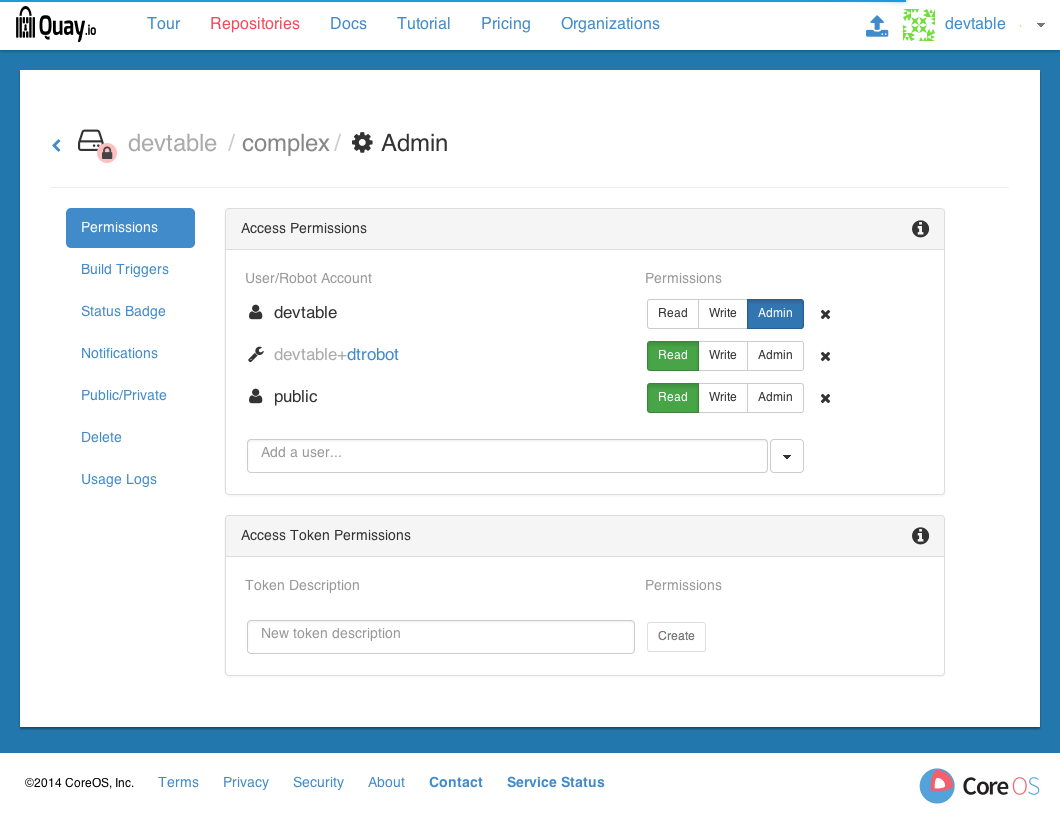 Quay.io Tour Repositories Docs Tutorial Pricing Organizations devtable
devtable / complex / Admin
Permissions
Build Triggers
Status Badge
Notifications
Public/Private
Delete
Usage Logs
Access Permissions
User/Robot Account Permissions
devtable Read Write Admin
devtable+dtrobot Read Write Admin
public Read Write Admin
Add a user...
Access Token Permissions
Token Description Permissions
New token description Create
©2014 CoreOS, Inc. Terms Privacy Security About Contact Service Status Core OS